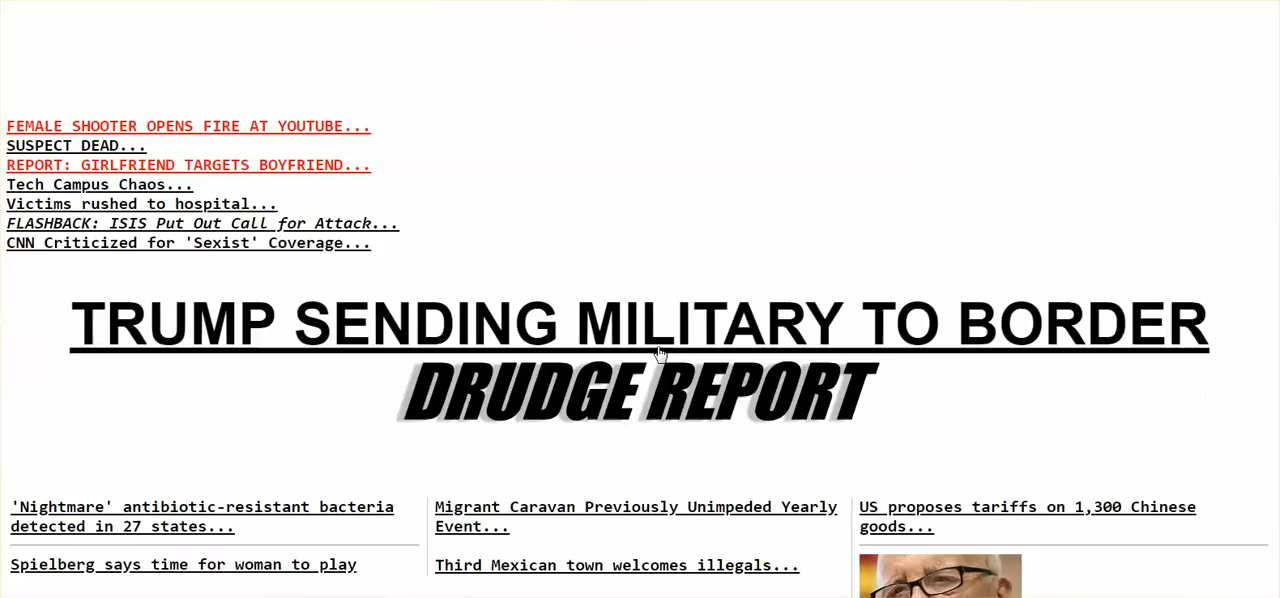 FEMALE SHOOTER OPENS FIRE AT YOUTUBE...
SUSPECT DEAD...
REPORT: GIRLFRIEND TARGETS BOYFRIEND...
Tech Campus Chaos...
Victims rushed to hospital...
FLASHBACK: ISIS Put Out Call for Attack...
CNN Criticized for 'Sexist' Coverage...
TRUMP SENDING MILITARY TO BORDER
DRUDGE REPORT
'Nightmare' antibiotic-resistant bacteria
detected in 27 states...
Spielberg says time for woman to play
Migrant Caravan Previously Unimpeded Yearly
Event...
Third Mexican town welcomes illegals...
US proposes tariffs on 1,300 Chinese
goods...